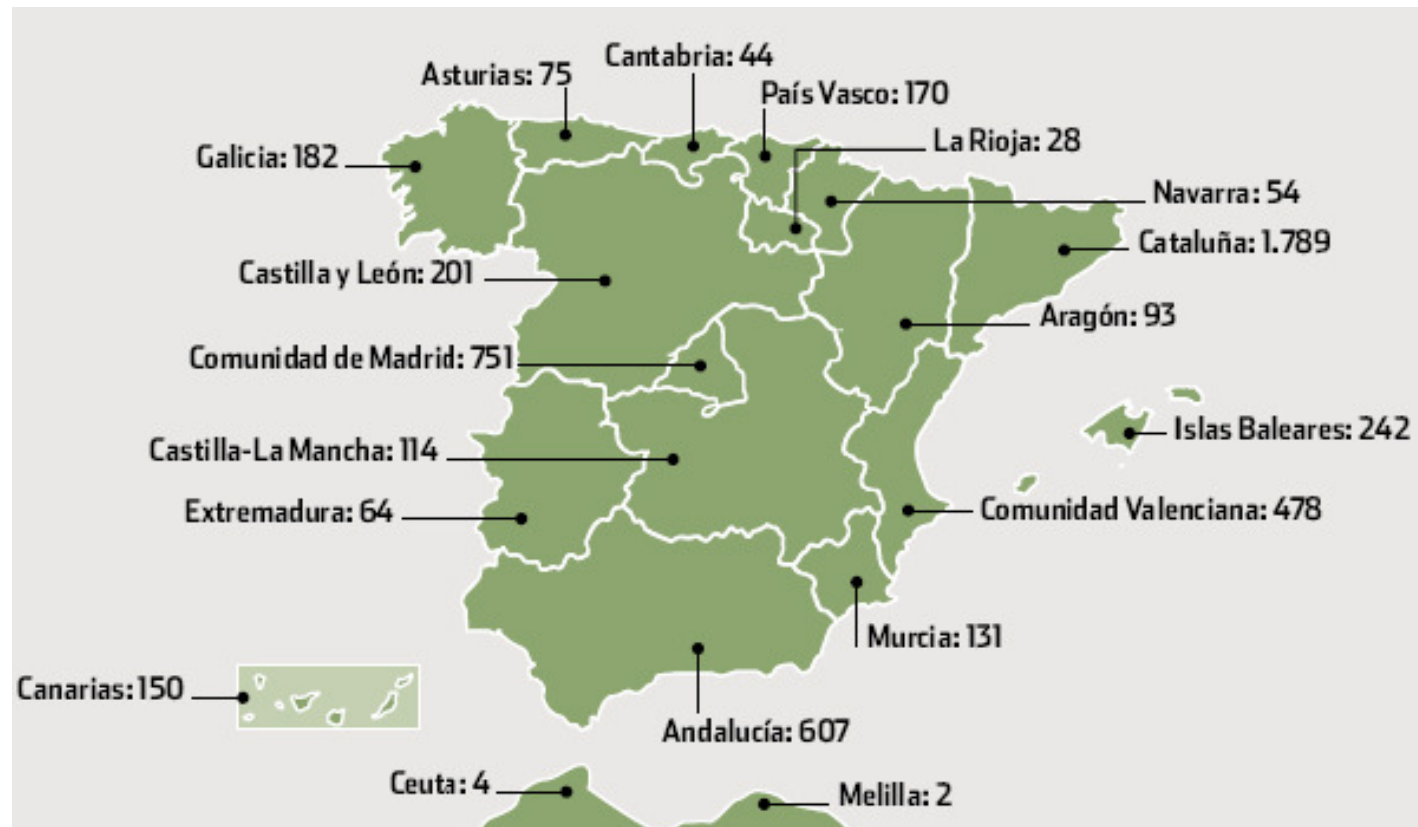 Cantabria: 44
Asturias: 75
País Vasco: 170
La Rioja: 28
Galicia: 182
Navarra: 54
Cataluña: 1.789
Castilla y León: 201
Aragón: 93
Comunidad de Madrid: 751
Islas Baleares: 242
Castilla-La Mancha: 114
Extremadura: 64
Comunidad Valenciana: 478
Murcia: 131
Canarias: 150
Andalucía: 607
Ceuta: 4
Melilla: 2